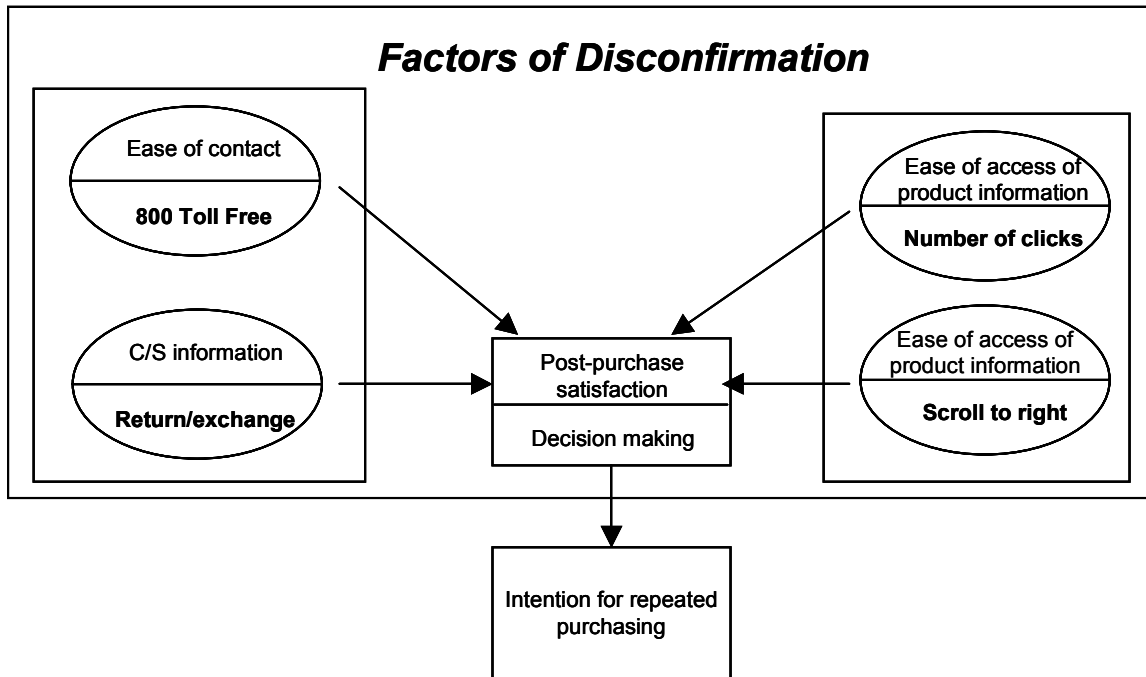 Factors of Disconfirmation
Ease of contact
800 Toll Free
C/S information
Return/exchange
Ease of access of
product information
Number of clicks
Ease of access of
product information
Scroll to right
Post-purchase
satisfaction
Decision making
Intention for repeated
purchasing